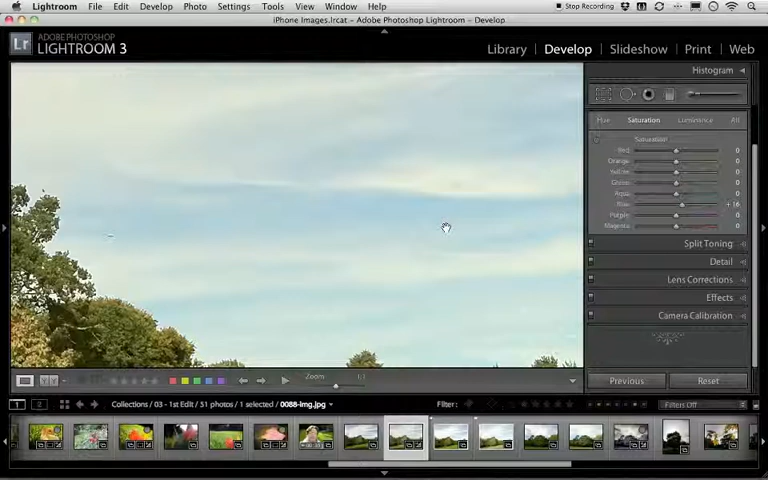 Lightroom File Edit Develop Photo Settings Tools View Window Help Stop Recording
iPhone Images.lrcat – Adobe Photoshop Lightroom – Develop
Lr ADOBE PHOTOSHOP
LIGHTROOM 3
Library | Develop | Slideshow | Print | Web
Histogram
Hue Saturation Luminance All
Saturation
Red 0
Orange 0
Yellow 0
Green 0
Aqua 0
Blue + 16
Purple 0
Magenta 0
Split Toning
Detail
Lens Corrections
Effects
Camera Calibration
Zoom 1:1
Previous Reset
1 2 Collections / 03 - 1st Edit / 51 photos / 1 selected / 0088-img.jpg Filter: Filters Off